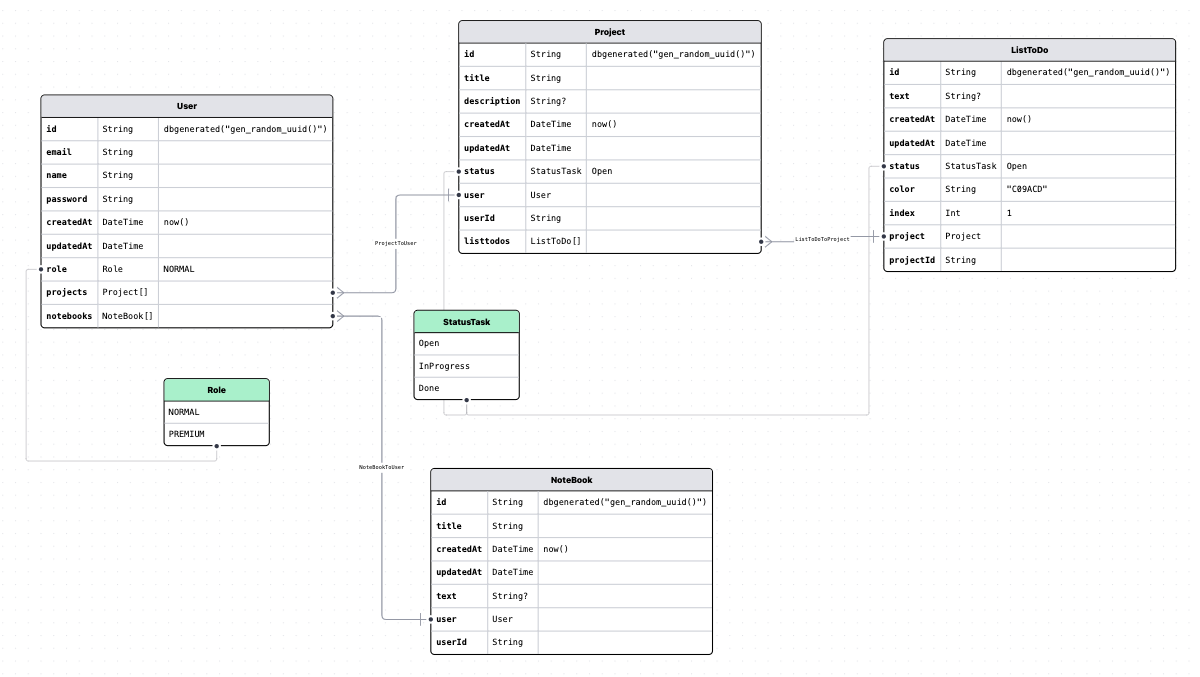 User
id String dbgenerated("gen_random_uuid()")
email String
name String
password String
createdAt DateTime now()
updatedAt DateTime
role Role NORMAL
projects Project[]
notebooks NoteBook[]
Role
NORMAL
PREMIUM
ProjectToUser
Project
id String dbgenerated("gen_random_uuid()")
title String
description String?
createdAt DateTime now()
updatedAt DateTime
status StatusTask Open
user User
userId String
listtodos ListToDo[]
ListToDoToProject
ListToDo
id String dbgenerated("gen_random_uuid()")
text String?
createdAt DateTime now()
updatedAt DateTime
status StatusTask Open
color String "C09ACD"
index Int 1
project Project
projectId String
StatusTask
Open
InProgress
Done
NoteBookToUser
NoteBook
id String dbgenerated("gen_random_uuid()")
title String
createdAt DateTime now()
updatedAt DateTime
text String?
user User
userId String